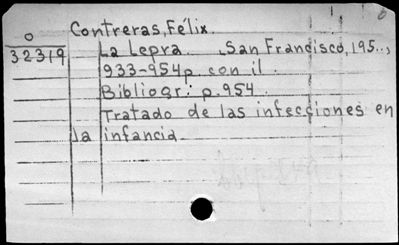 Contreras, Félix.
O
32319 La Lepra. San Francisco, 195..,
933-954p con il.
Bibliogr: p. 954.
Tratado de las infecciones en
la infancia